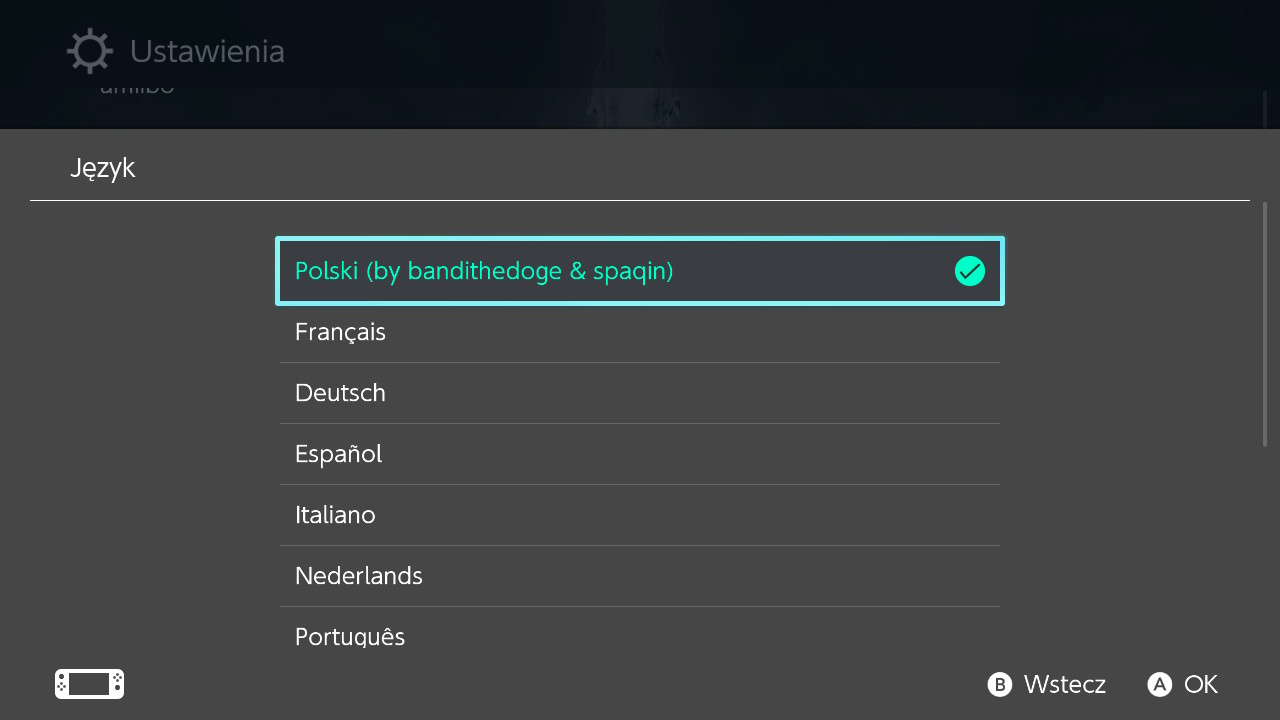 Ustawienia
amiibo
Język
Polski (by bandithedoge & spaqin)
Français
Deutsch
Español
Italiano
Nederlands
Português
B Wstecz A OK